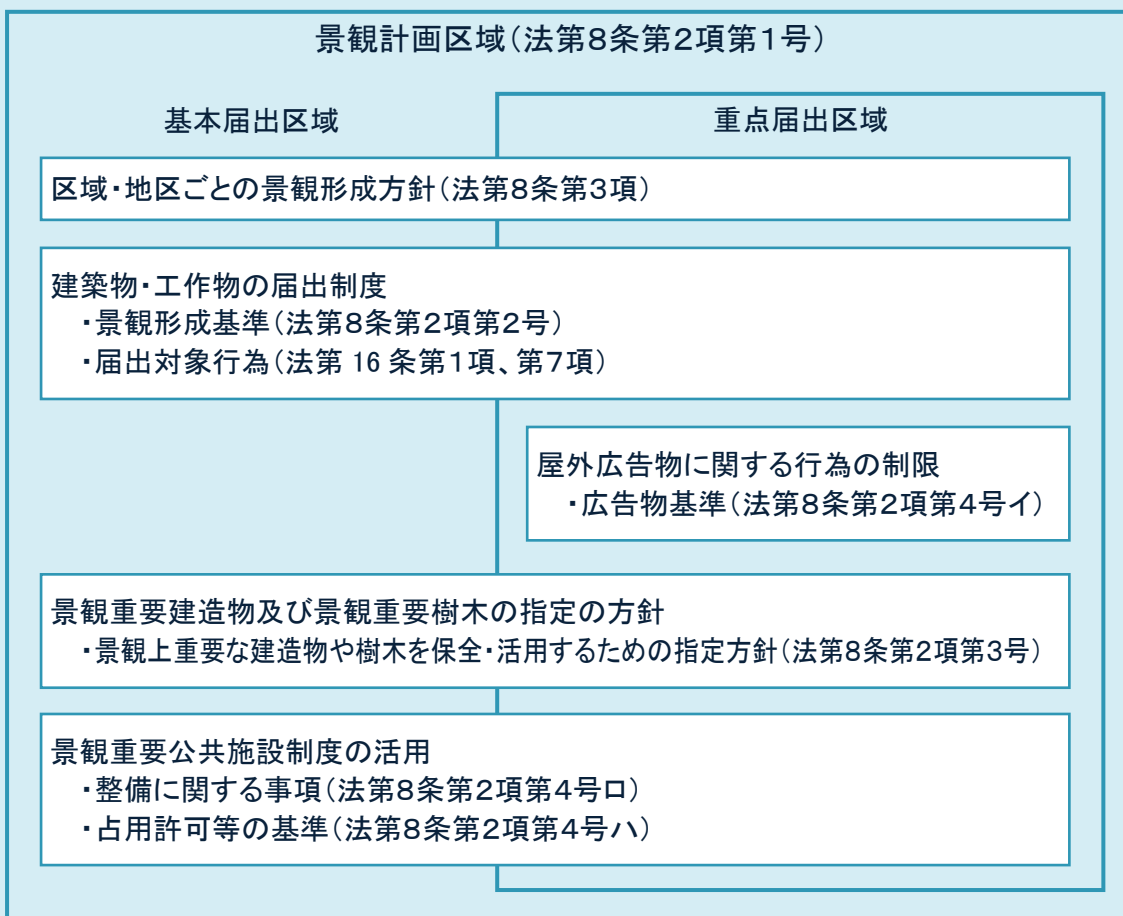 景観計画区域（法第８条第２項第１号）
基本届出区域
重点届出区域
区域・地区ごとの景観形成方針（法第８条第３項）
建築物・工作物の届出制度
・景観形成基準（法第８条第２項第２号）
・届出対象行為（法第 16 条第１項、第７項）
屋外広告物に関する行為の制限
・広告物基準（法第８条第２項第４号イ）
景観重要建造物及び景観重要樹木の指定の方針
・景観上重要な建造物や樹木を保全・活用するための指定方針（法第８条第２項第３号）
景観重要公共施設制度の活用
・整備に関する事項（法第８条第２項第４号ロ）
・占用許可等の基準（法第８条第２項第４号ハ）